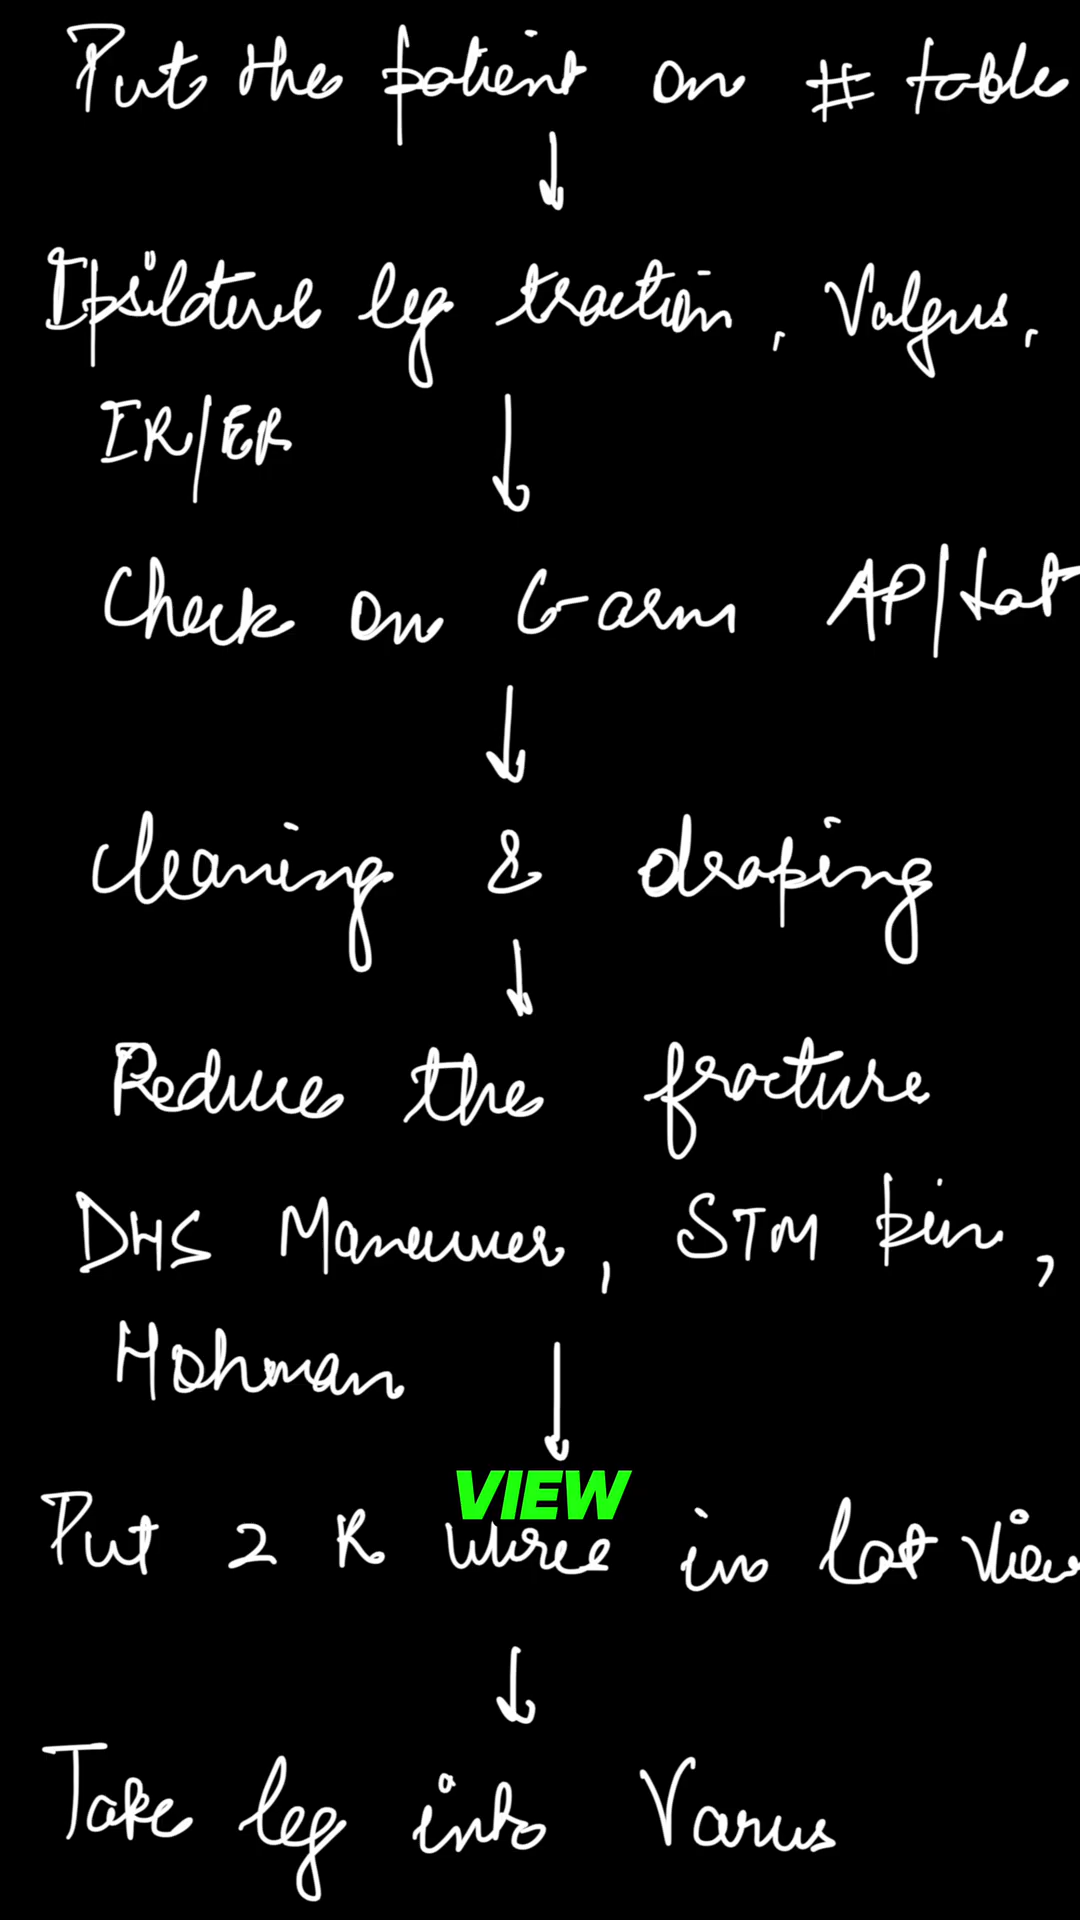 Put the patient on # table
↓
Ipsilateral leg traction, Valgus,
IR/ER
↓
Check on C-arm AP/Lat
↓
Cleaning & draping
↓
Reduce the fracture
DHS Maneuver, STM pin,
Hohman
↓
VIEW
Put 2 K wire in lat view
↓
Take leg into Varus